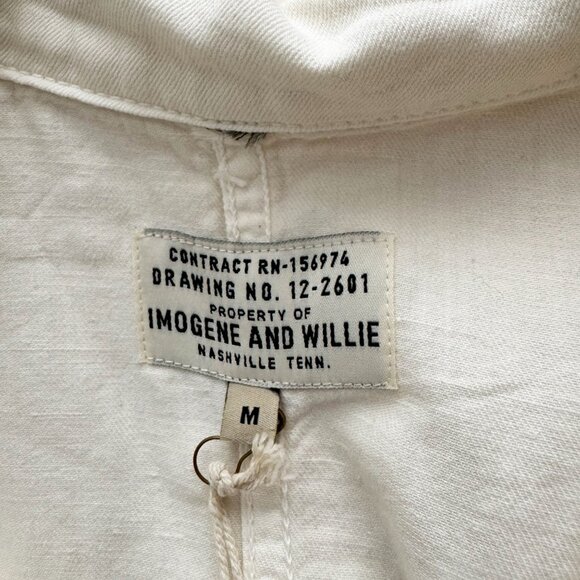 CONTRACT RN-156974
DRAWING NO. 12-2601
PROPERTY OF
IMOGENE AND WILLIE
NASHVILLE TENN.
M